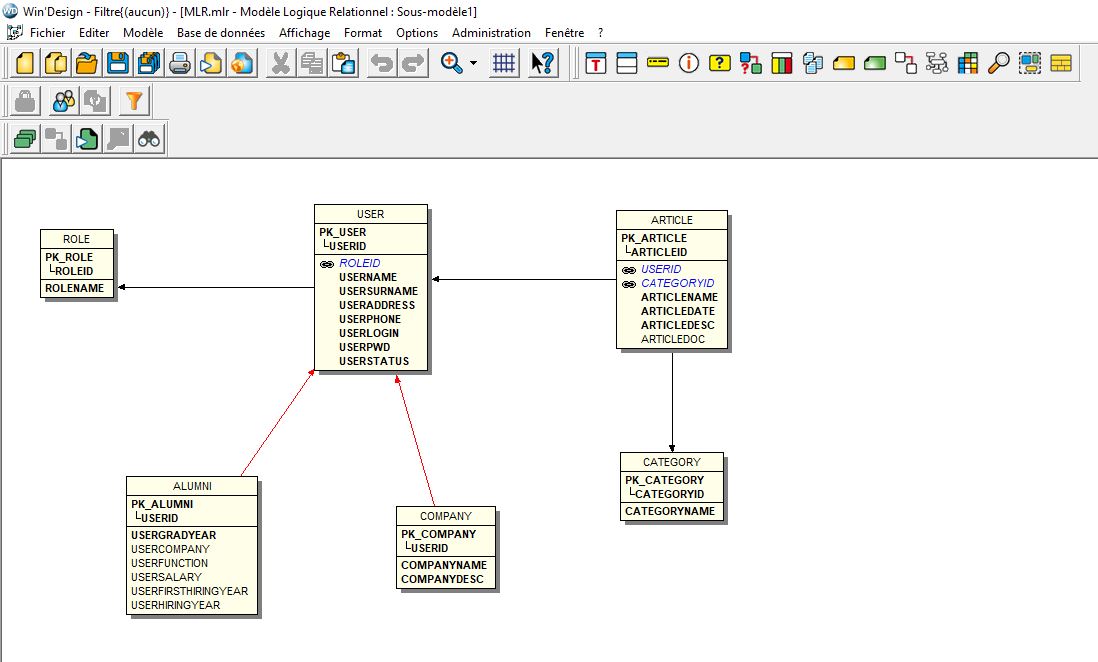 Win'Design - Filtre{(aucun)} - [MLR.mlr - Modèle Logique Relationnel : Sous-modèle1]
Fichier Editer Modèle Base de données Affichage Format Options Administration Fenêtre ?
ROLE
PK_ROLE
ROLEID
ROLENAME
USER
PK_USER
USERID
ROLEID
USERNAME
USERSURNAME
USERADDRESS
USERPHONE
USERLOGIN
USERPWD
USERSTATUS
ARTICLE
PK_ARTICLE
ARTICLEID
USERID
CATEGORYID
ARTICLENAME
ARTICLEDATE
ARTICLEDESC
ARTICLEDOC
ALUMNI
PK_ALUMNI
USERID
USERGRADYEAR
USERCOMPANY
USERFUNCTION
USERSALARY
USERFIRSTHIRINGYEAR
USERHIRINGYEAR
COMPANY
PK_COMPANY
USERID
COMPANYNAME
COMPANYDESC
CATEGORY
PK_CATEGORY
CATEGORYID
CATEGORYNAME